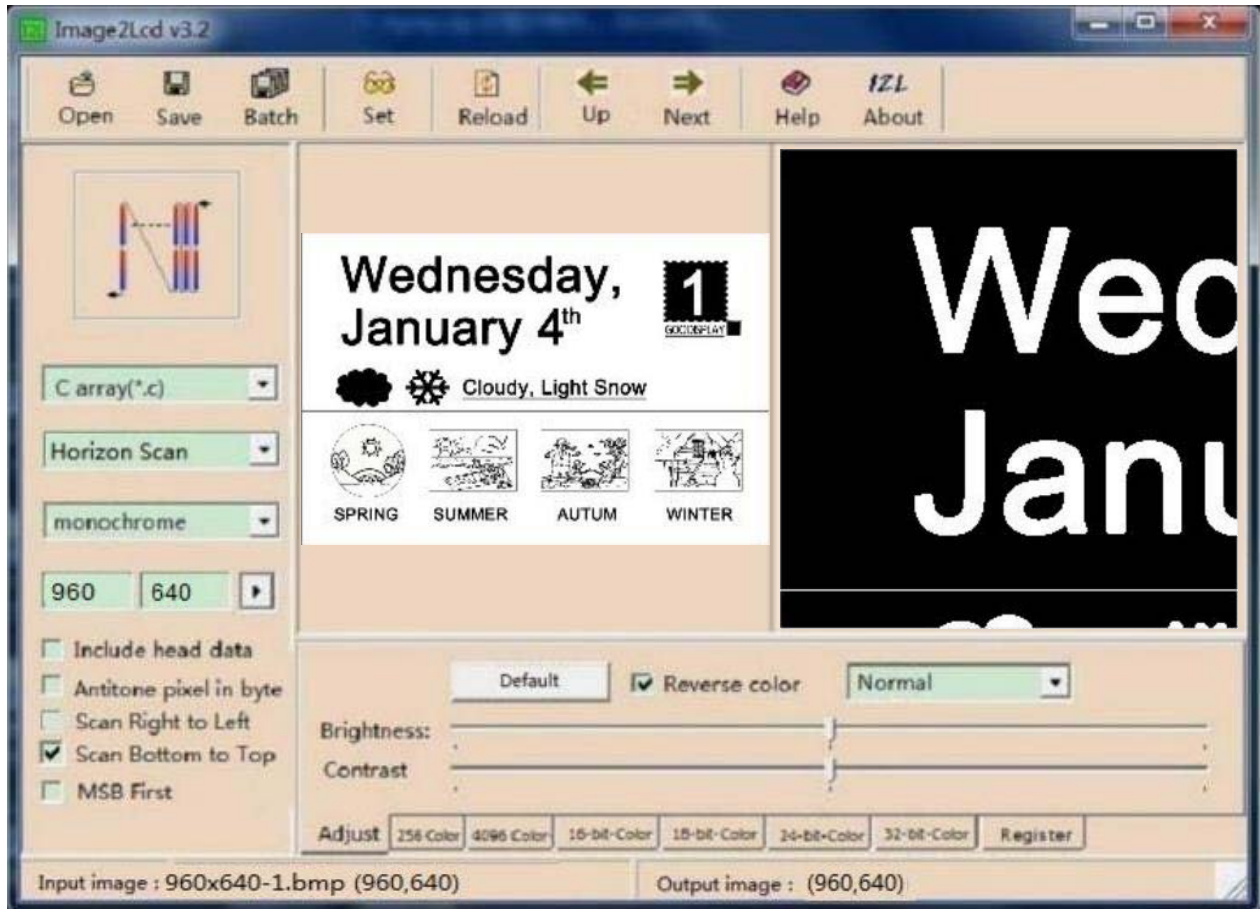 Image2Lcd v3.2
Open Save Batch Set Reload Up Next Help About
IZL
C array(*.c)
Horizon Scan
monochrome
960 640
Include head data
Antitone pixel in byte
Scan Right to Left
Scan Bottom to Top
MSB First
Wednesday,
January 4th
1
GOODISPLAY
Cloudy, Light Snow
SPRING SUMMER AUTUM WINTER
Wed
Janu
Default Reverse color Normal
Brightness:
Contrast
Adjust 256 Color 4096 Color 16-bit-Color 18-bit-Color 24-bit-Color 32-bit-Color Register
Input image : 960x640-1.bmp (960,640) Output image : (960,640)